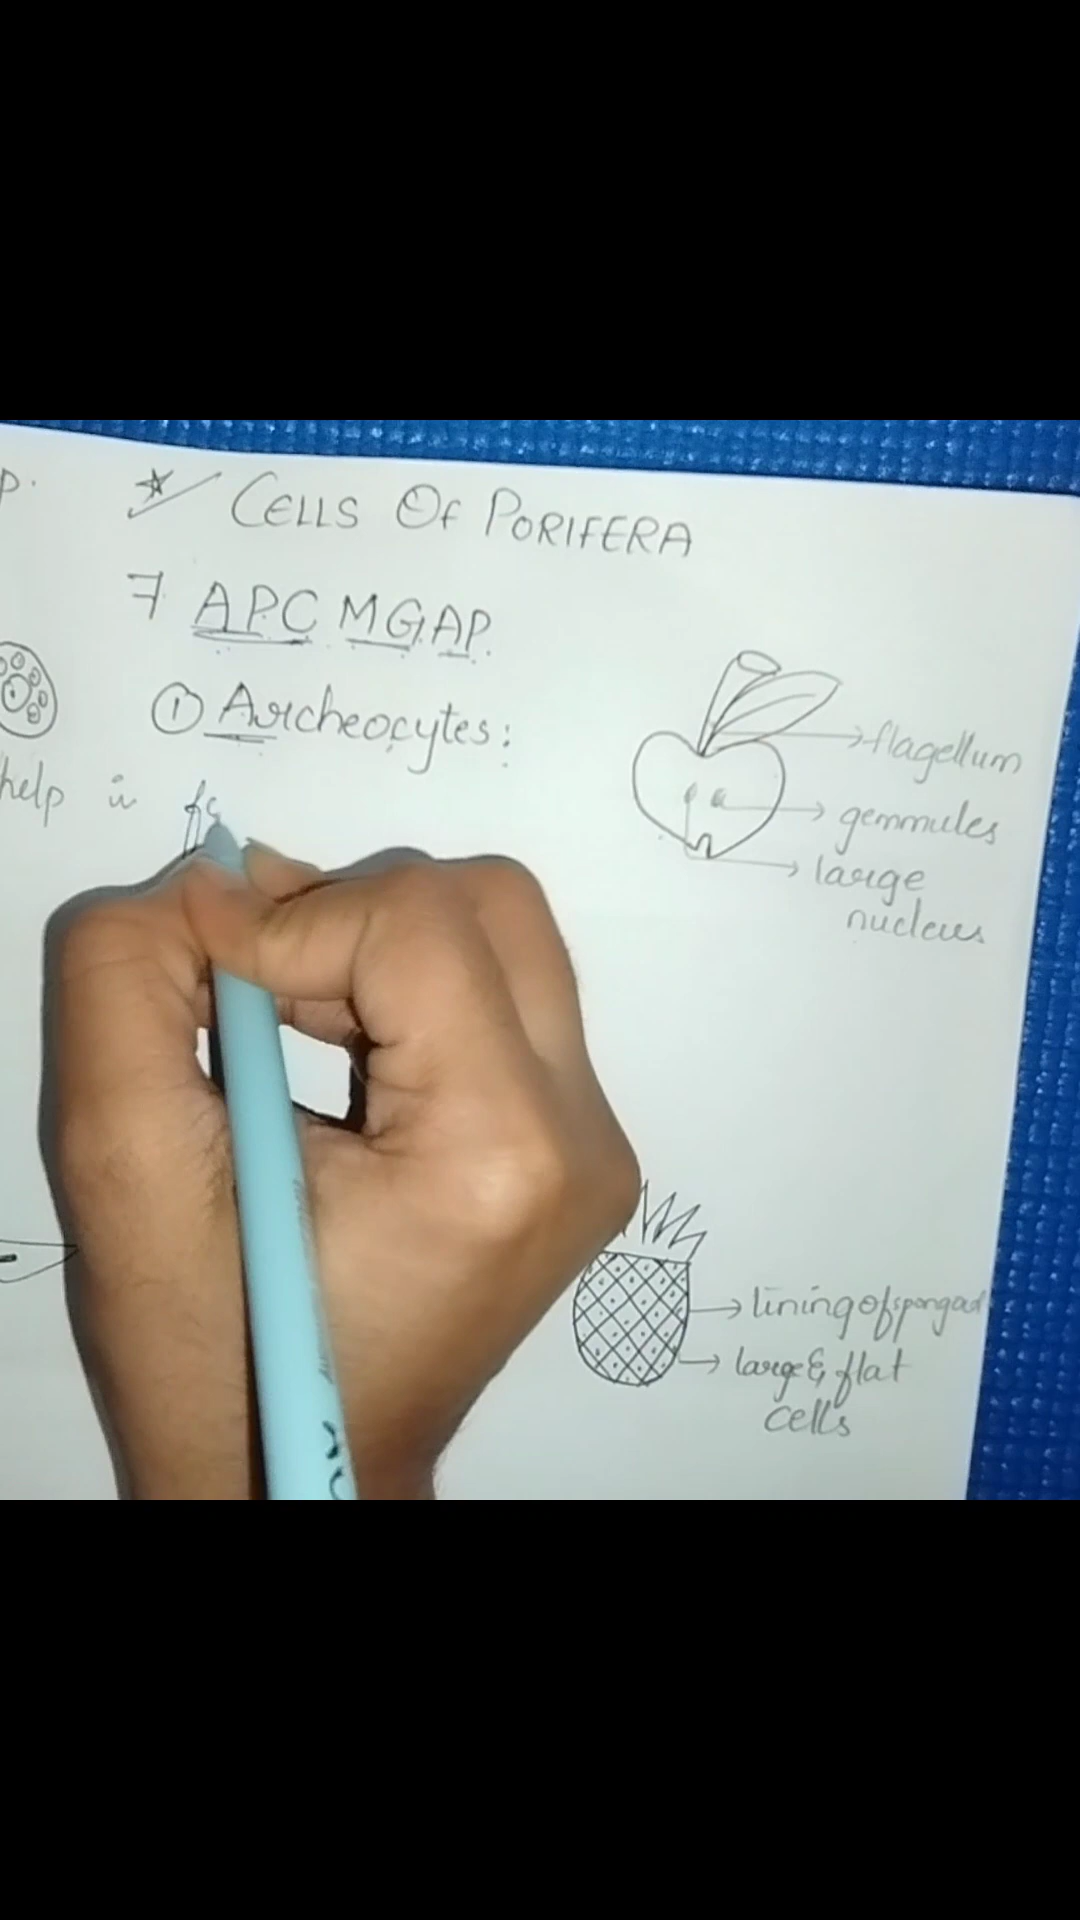 P.
CELLS OF PORIFERA
7 APC MGAP.
① Archeocytes:
help in
flagellum
gemmules
large
nucleus
lining of
large & flat
cells